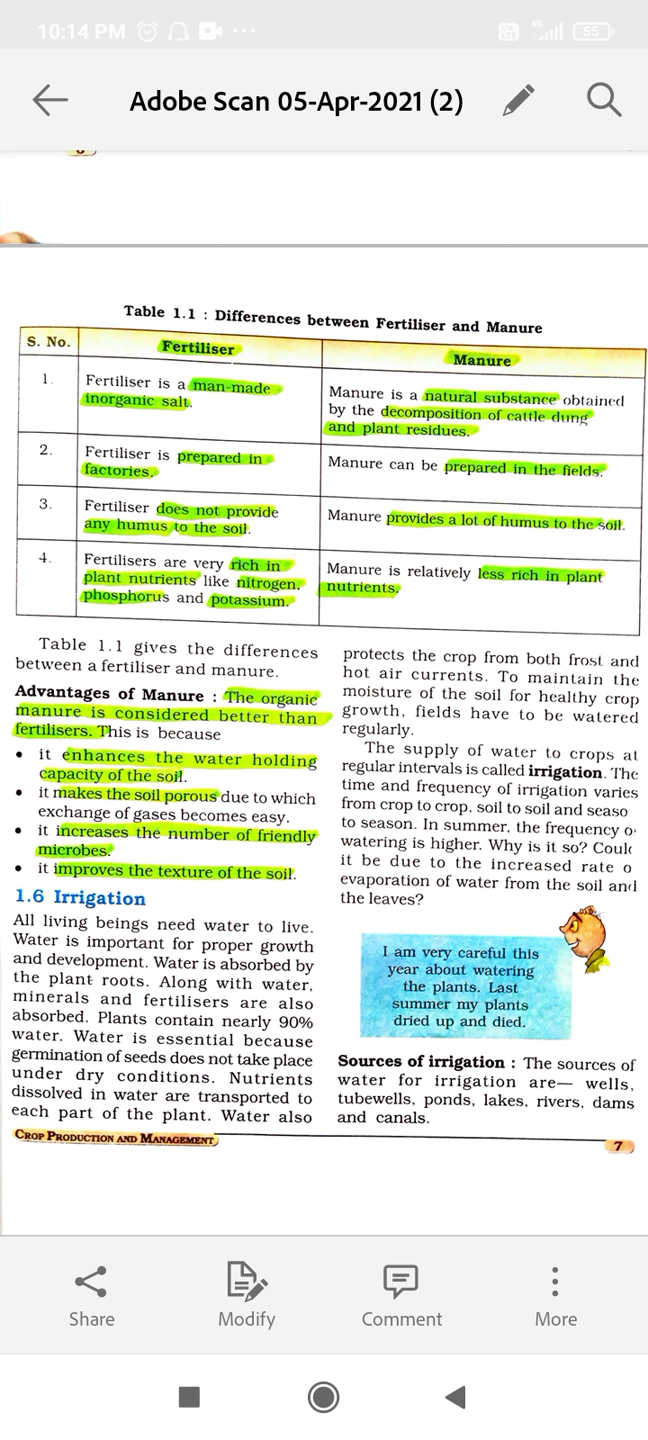 10:14 PM
4G
55
Adobe Scan 05-Apr-2021 (2)
Table 1.1 : Differences between Fertiliser and Manure
S. No.
Fertiliser
Manure
1.
Fertiliser is a man-made
inorganic salt.
Manure is a natural substance obtained
by the decomposition of cattle dung
and plant residues.
2.
Fertiliser is prepared in
factories.
Manure can be prepared in the fields.
3.
Fertiliser does not provide
any humus to the soil.
Manure provides a lot of humus to the soil.
4.
Fertilisers are very rich in
plant nutrients like nitrogen,
phosphorus and potassium.
Manure is relatively less rich in plant
nutrients.
Table 1.1 gives the differences
between a fertiliser and manure.
Advantages of Manure : The organic
manure is considered better than
fertilisers. This is because
• it enhances the water holding
capacity of the soil.
• it makes the soil porous due to which
exchange of gases becomes easy.
• it increases the number of friendly
microbes.
• it improves the texture of the soil.
1.6 Irrigation
All living beings need water to live.
Water is important for proper growth
and development. Water is absorbed by
the plant roots. Along with water,
minerals and fertilisers are also
absorbed. Plants contain nearly 90%
water. Water is essential because
germination of seeds does not take place
under dry conditions. Nutrients
dissolved in water are transported to
each part of the plant. Water also
protects the crop from both frost and
hot air currents. To maintain the
moisture of the soil for healthy crop
growth, fields have to be watered
regularly.
The supply of water to crops at
regular intervals is called irrigation. The
time and frequency of irrigation varies
from crop to crop, soil to soil and seaso
to season. In summer, the frequency o
watering is higher. Why is it so? Coul
it be due to the increased rate o
evaporation of water from the soil and
the leaves?
I am very careful this
year about watering
the plants. Last
summer my plants
dried up and died.
Sources of irrigation : The sources of
water for irrigation are— wells,
tubewells, ponds, lakes, rivers, dams
and canals.
CROP PRODUCTION AND MANAGEMENT
7
Share
Modify
Comment
More